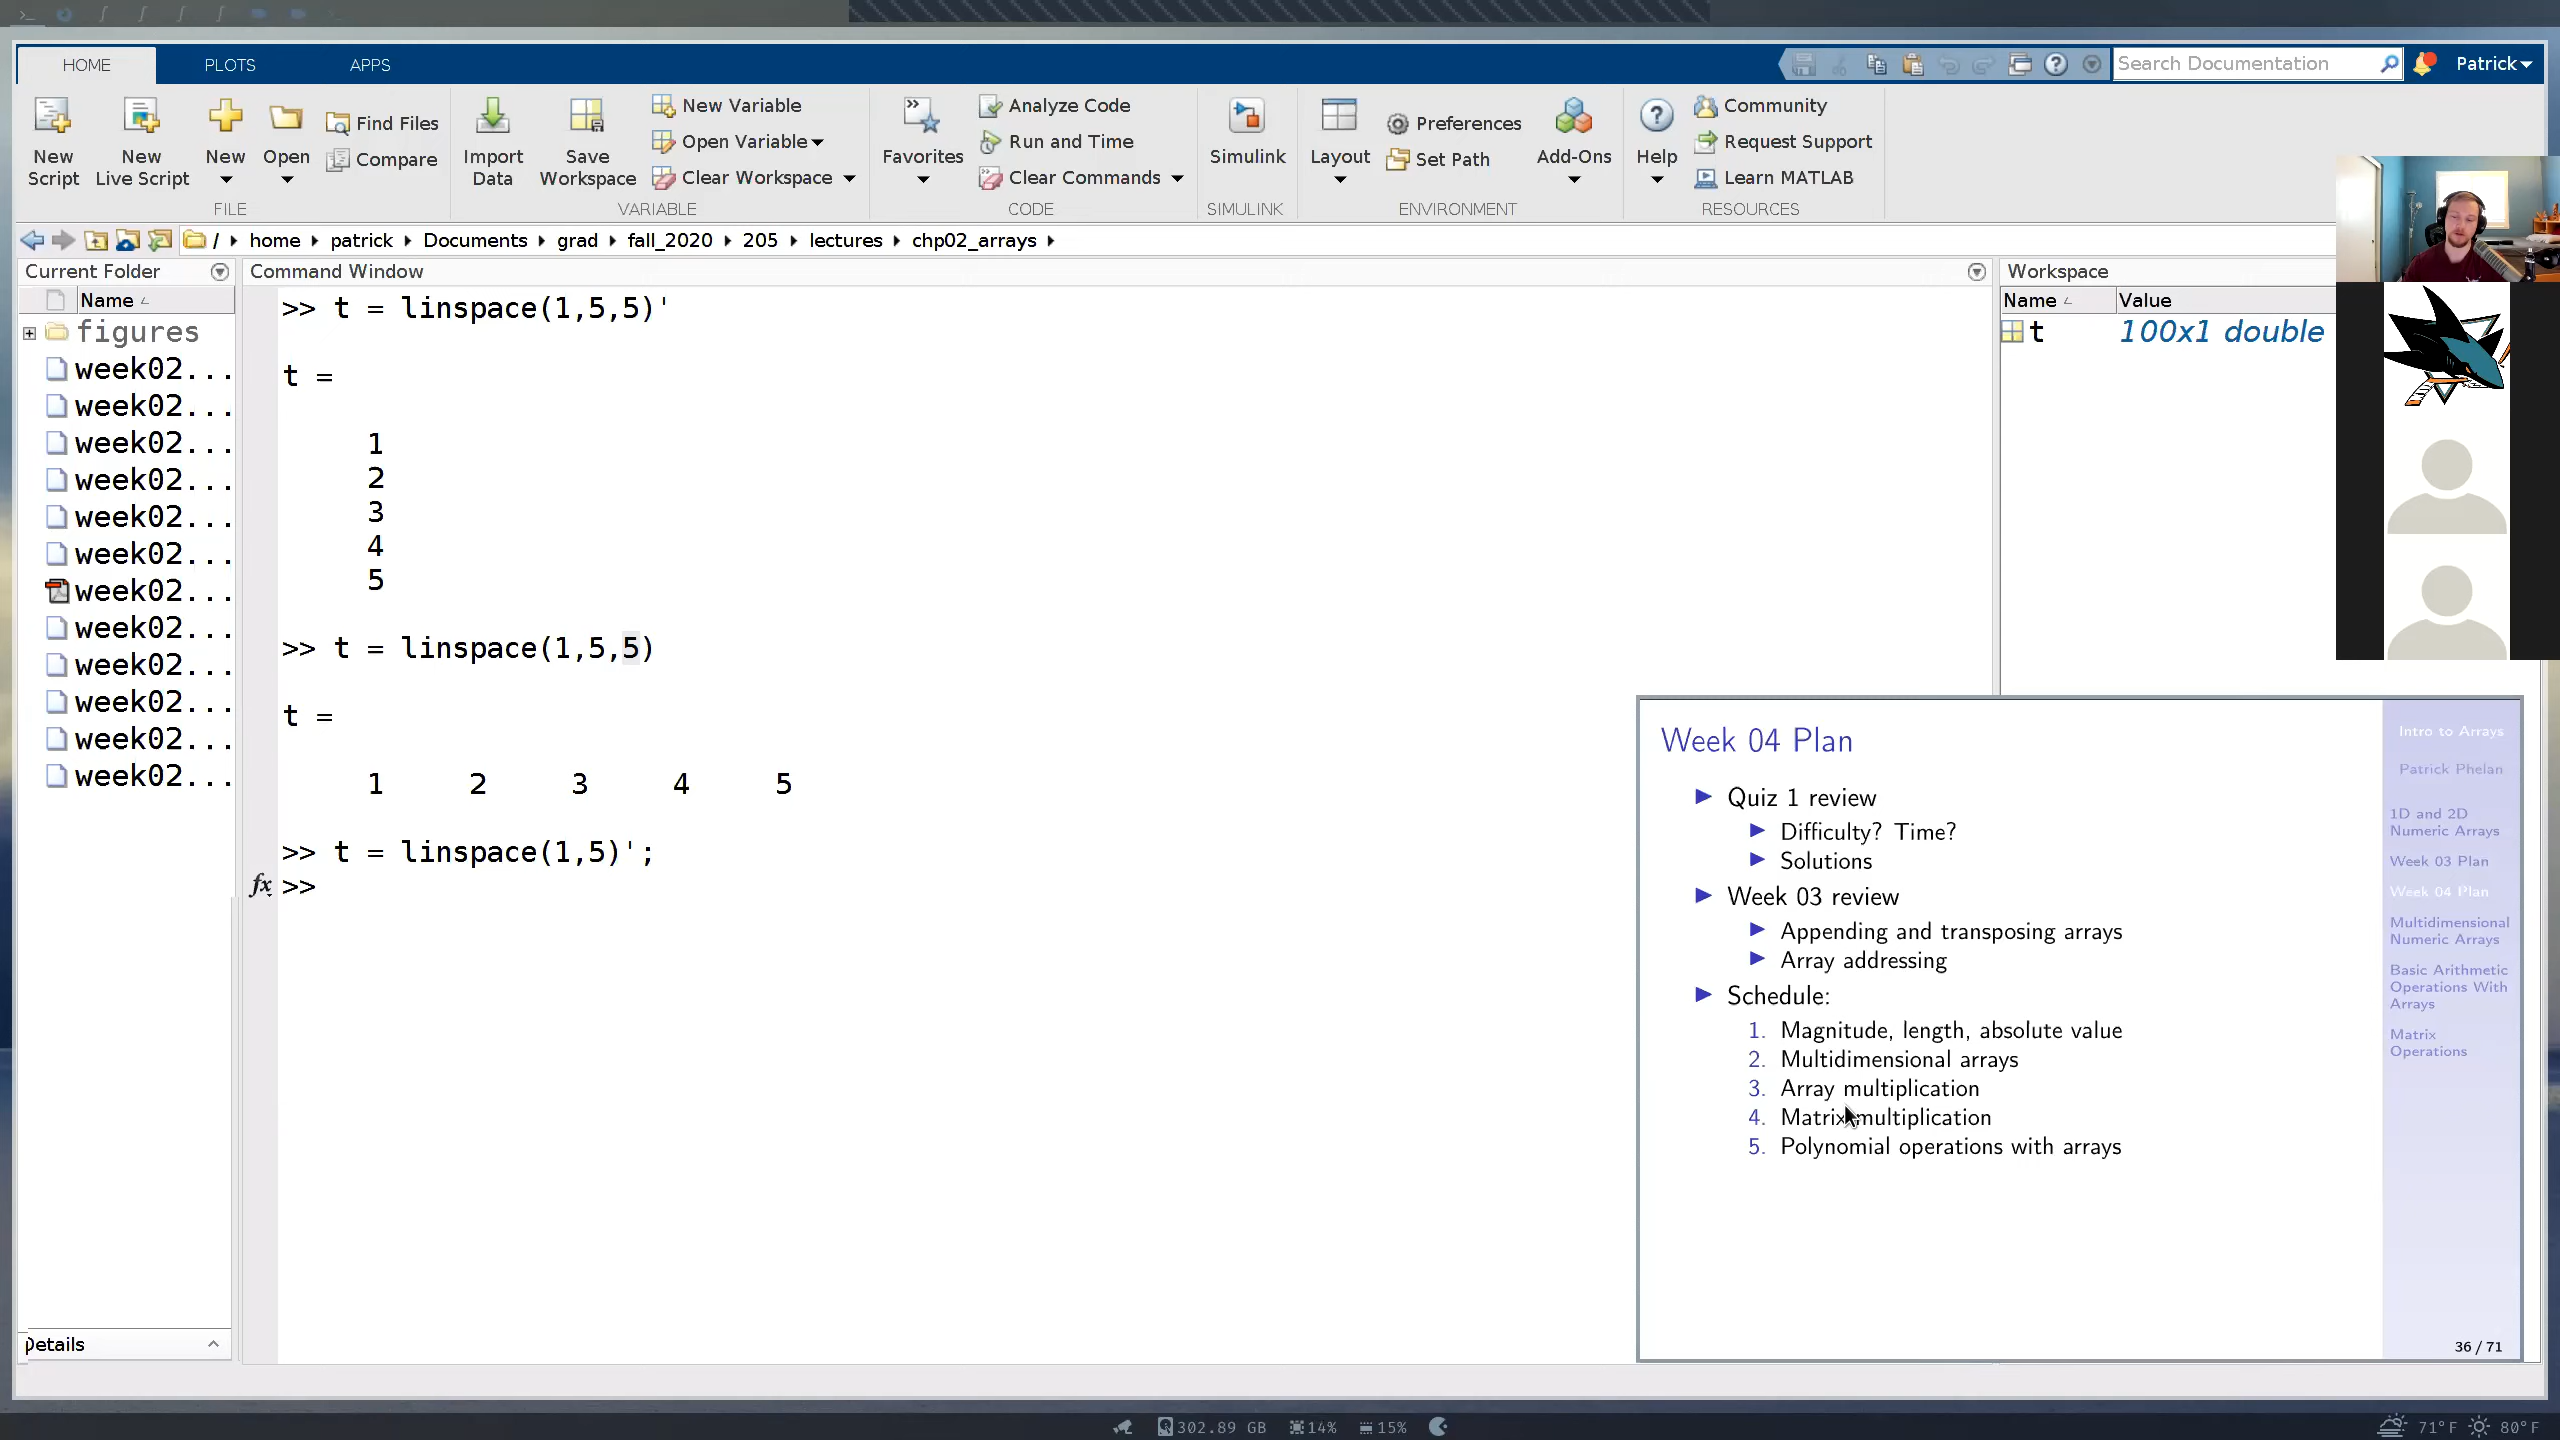 HOME PLOTS APPS
Search Documentation Patrick
New Script
New Live Script
New
Open
Find Files
Compare
FILE
Import Data
Save Workspace
New Variable
Open Variable
Clear Workspace
VARIABLE
Favorites
Analyze Code
Run and Time
Clear Commands
CODE
Simulink
SIMULINK
Layout
Preferences
Set Path
Add-Ons
ENVIRONMENT
Help
Community
Request Support
Learn MATLAB
RESOURCES
/ home patrick Documents grad fall_2020 205 lectures chp02_arrays
Current Folder
Name
figures
week02...
week02...
week02...
week02...
week02...
week02...
week02...
week02...
week02...
week02...
week02...
week02...
Details
Command Window
>> t = linspace(1,5,5)'
t =
1
2
3
4
5
>> t = linspace(1,5,5)
t =
1 2 3 4 5
>> t = linspace(1,5)';
fx >>
Workspace
Name Value
t 100x1 double
Week 04 Plan
Quiz 1 review
Difficulty? Time?
Solutions
Week 03 review
Appending and transposing arrays
Array addressing
Schedule:
1. Magnitude, length, absolute value
2. Multidimensional arrays
3. Array multiplication
4. Matrix multiplication
5. Polynomial operations with arrays
Intro to Arrays
Patrick Phelan
1D and 2D
Numeric Arrays
Week 03 Plan
Week 04 Plan
Multidimensional
Numeric Arrays
Basic Arithmetic
Operations With
Arrays
Matrix
Operations
36 / 71
302.89 GB 14% 15%
71°F 80°F